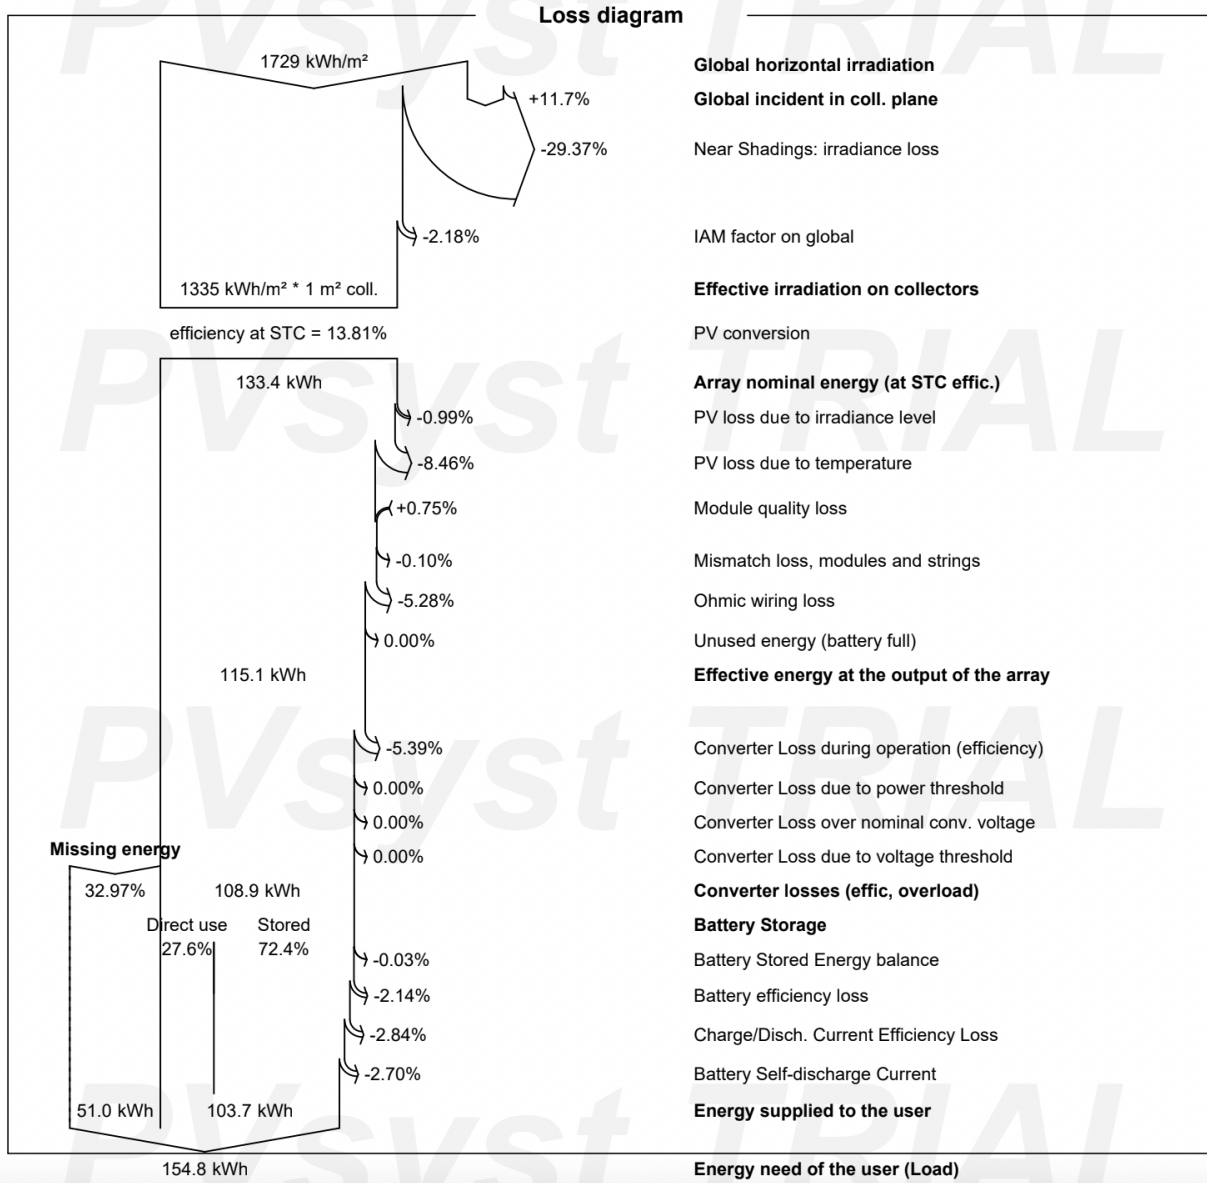 Loss diagram
1729 kWh/m² Global horizontal irradiation
+11.7% Global incident in coll. plane
-29.37% Near Shadings: irradiance loss
-2.18% IAM factor on global
1335 kWh/m² * 1 m² coll. Effective irradiation on collectors
efficiency at STC = 13.81% PV conversion
133.4 kWh Array nominal energy (at STC effic.)
-0.99% PV loss due to irradiance level
-8.46% PV loss due to temperature
+0.75% Module quality loss
-0.10% Mismatch loss, modules and strings
-5.28% Ohmic wiring loss
0.00% Unused energy (battery full)
115.1 kWh Effective energy at the output of the array
-5.39% Converter Loss during operation (efficiency)
0.00% Converter Loss due to power threshold
0.00% Converter Loss over nominal conv. voltage
Missing energy 0.00% Converter Loss due to voltage threshold
32.97% 108.9 kWh Converter losses (effic, overload)
Direct use Stored Battery Storage
27.6% 72.4%
-0.03% Battery Stored Energy balance
-2.14% Battery efficiency loss
-2.84% Charge/Disch. Current Efficiency Loss
-2.70% Battery Self-discharge Current
51.0 kWh 103.7 kWh Energy supplied to the user
154.8 kWh Energy need of the user (Load)
PVsyst TRIAL
PVsyst TRIAL
PVsyst TRIAL
PVsyst TRIAL